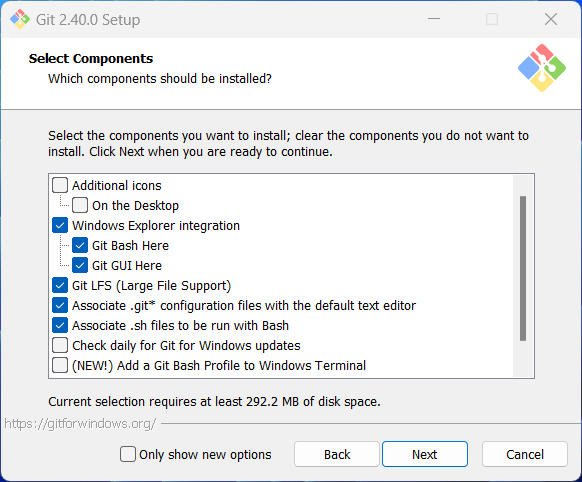 Git 2.40.0 Setup
Select Components
Which components should be installed?
Select the components you want to install; clear the components you do not want to
install. Click Next when you are ready to continue.
Additional icons
On the Desktop
Windows Explorer integration
Git Bash Here
Git GUI Here
Git LFS (Large File Support)
Associate .git* configuration files with the default text editor
Associate .sh files to be run with Bash
Check daily for Git for Windows updates
(NEW!) Add a Git Bash Profile to Windows Terminal
Current selection requires at least 292.2 MB of disk space.
https://gitforwindows.org/
Only show new options
Back
Next
Cancel